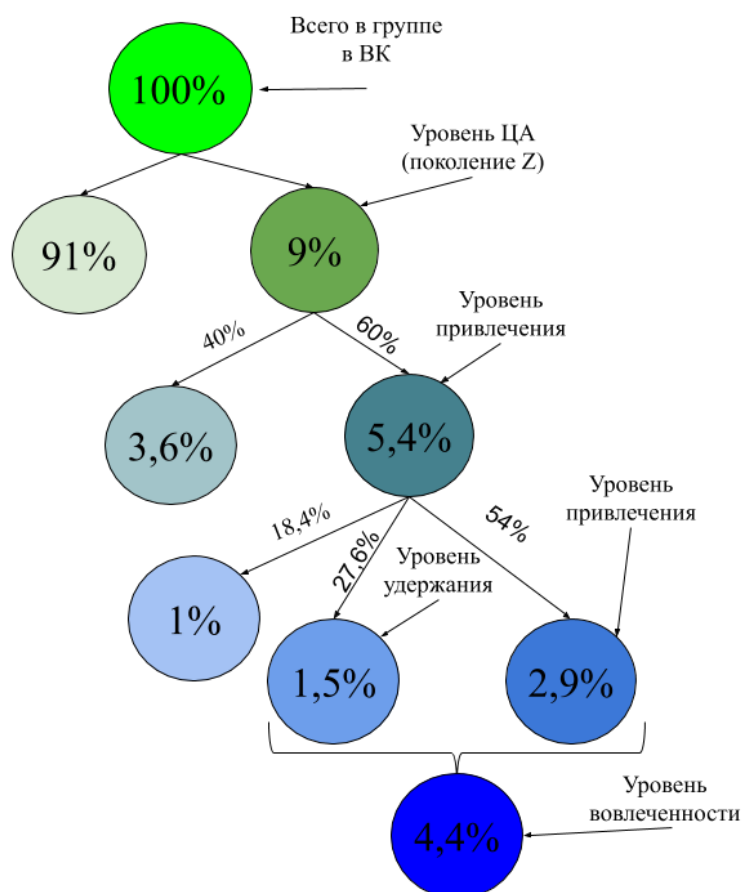 Всего в группе
в ВК
100%
Уровень ЦА
(поколение Z)
91%
9%
Уровень
привлечения
40%
60%
3,6%
5,4%
Уровень
привлечения
18,4%
27,6%
54%
Уровень
удержания
1%
1,5%
2,9%
Уровень
вовлеченности
4,4%